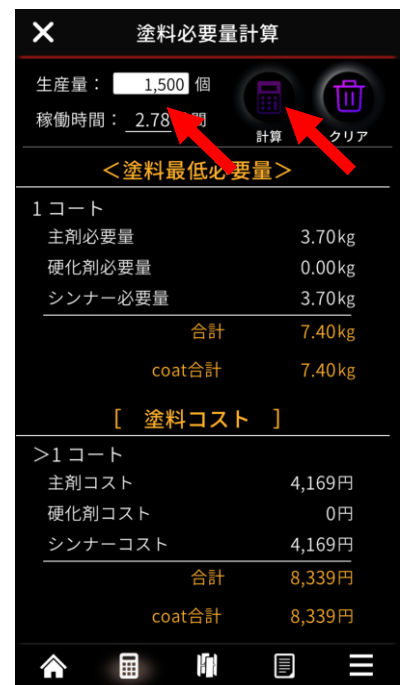 塗料必要量計算
生産量： 1,500 個
稼働時間： 2.78
計算 クリア
＜塗料最低必要量＞
1 コート
主剤必要量 3.70kg
硬化剤必要量 0.00kg
シンナー必要量 3.70kg
合計 7.40kg
coat合計 7.40kg
[ 塗料コスト ]
>1 コート
主剤コスト 4,169円
硬化剤コスト 0円
シンナーコスト 4,169円
合計 8,339円
coat合計 8,339円